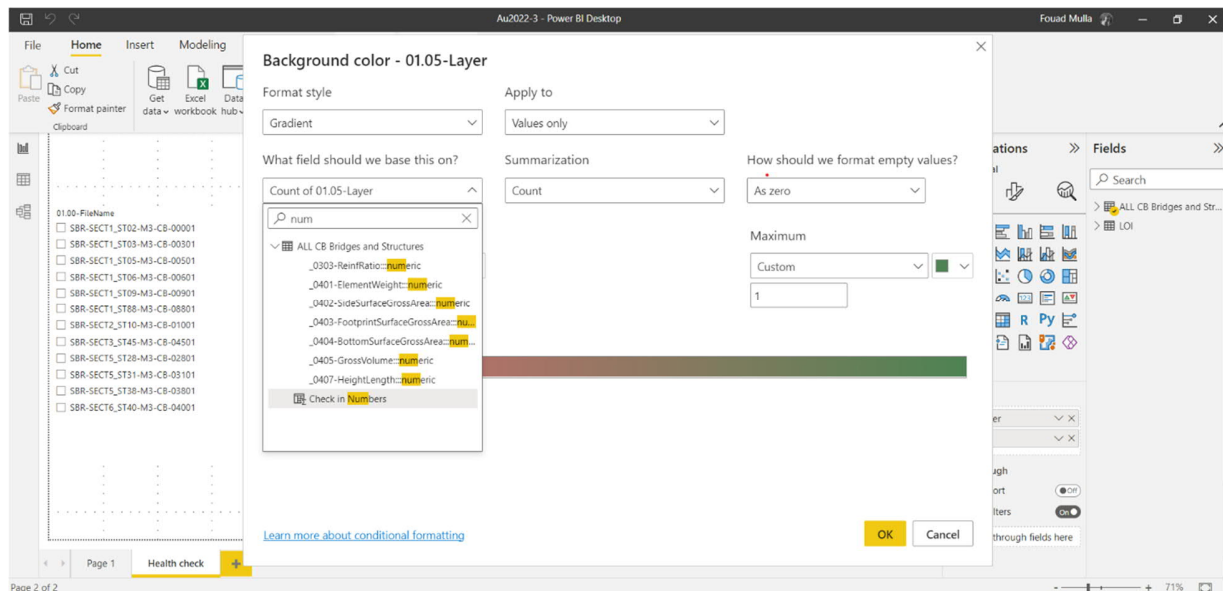 Au2022-3 - Power BI Desktop
Fouad Mulla
File Home Insert Modeling
Paste
Cut
Copy
Format painter
Clipboard
Get data
Excel workbook
Data hub
01.00-FileName
SBR-SECT1_ST02-M3-CB-00001
SBR-SECT1_ST03-M3-CB-00301
SBR-SECT1_ST05-M3-CB-00501
SBR-SECT1_ST06-M3-CB-00601
SBR-SECT1_ST09-M3-CB-00901
SBR-SECT1_ST88-M3-CB-08801
SBR-SECT2_ST10-M3-CB-01001
SBR-SECT3_ST45-M3-CB-04501
SBR-SECT5_ST28-M3-CB-02801
SBR-SECT5_ST31-M3-CB-03101
SBR-SECT5_ST38-M3-CB-03801
SBR-SECT6_ST40-M3-CB-04001
Background color - 01.05-Layer
Format style
Gradient
Apply to
Values only
What field should we base this on?
Count of 01.05-Layer
Summarization
Count
How should we format empty values?
As zero
num
ALL CB Bridges and Structures
_0303-ReinfRatio:::numeric
_0401-ElementWeight:::numeric
_0402-SideSurfaceGrossArea:::numeric
_0403-FootprintSurfaceGrossArea:::nu...
_0404-BottomSurfaceGrossArea:::num...
_0405-GrossVolume:::numeric
_0407-HeightLength:::numeric
Check in Numbers
Maximum
Custom
1
Learn more about conditional formatting
OK
Cancel
ations
al
R Py
er
ugh
ort
Off
lters
On
through fields here
Fields
Search
ALL CB Bridges and Str...
LOI
Page 1
Health check
+
Page 2 of 2
- + 71%